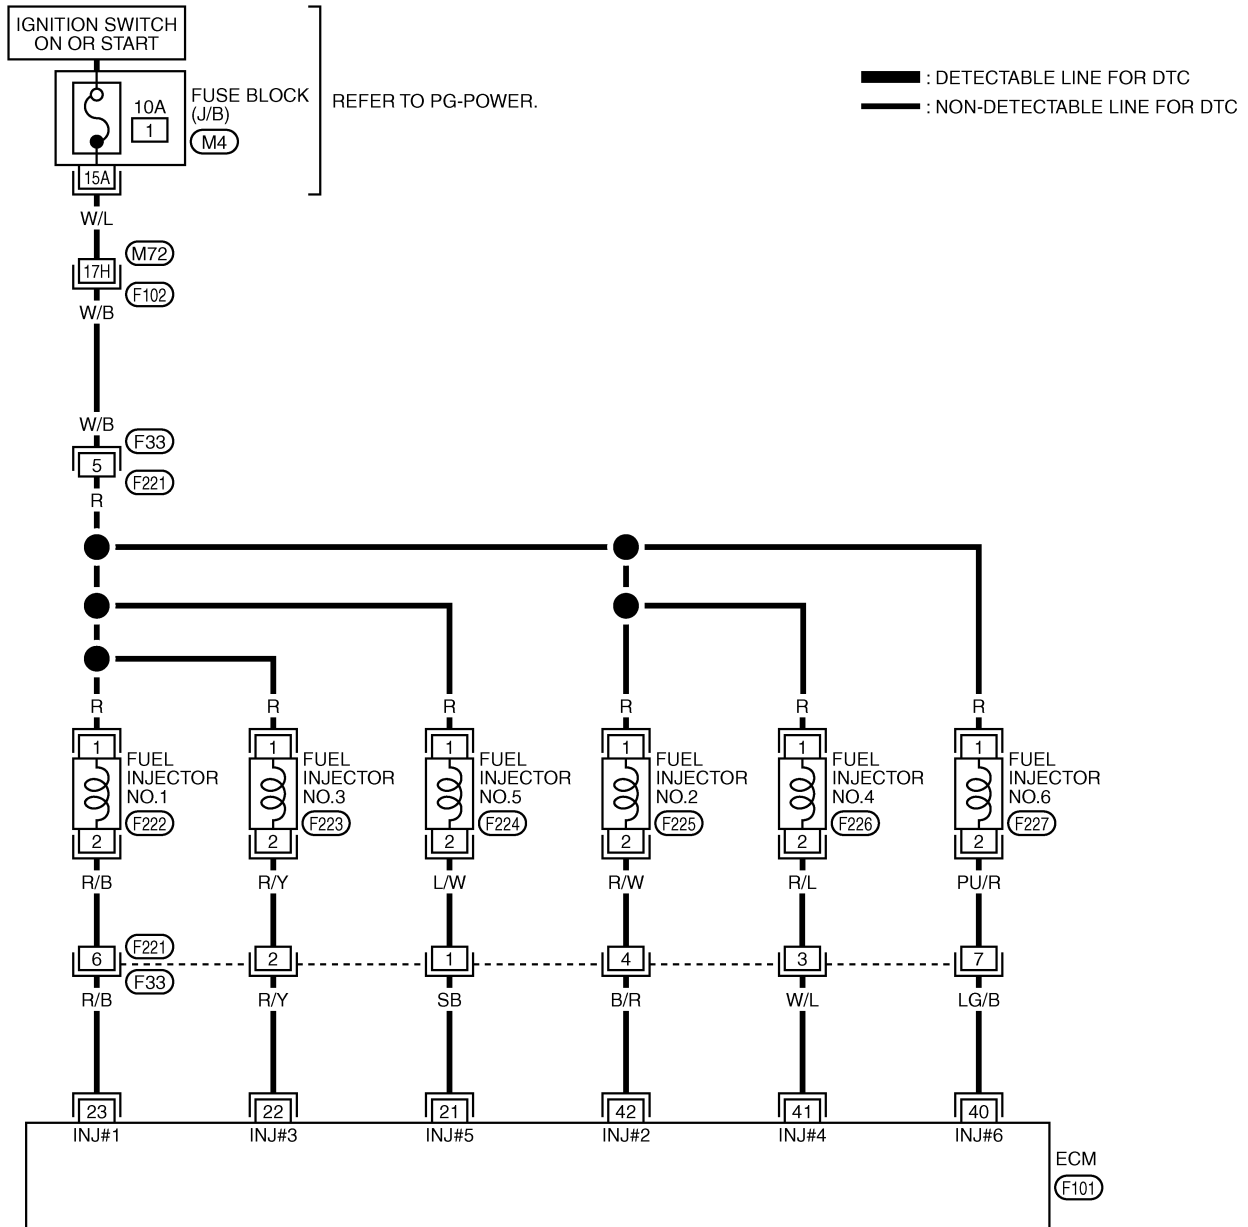 IGNITION SWITCH
ON OR START
10A
1
FUSE BLOCK
(J/B)
M4
REFER TO PG-POWER.
: DETECTABLE LINE FOR DTC
: NON-DETECTABLE LINE FOR DTC
15A
W/L
M72
17H
F102
W/B
W/B
F33
5
F221
R
R R R R R R
1 1 1 1 1 1
FUEL
INJECTOR
NO.1
F222
FUEL
INJECTOR
NO.3
F223
FUEL
INJECTOR
NO.5
F224
FUEL
INJECTOR
NO.2
F225
FUEL
INJECTOR
NO.4
F226
FUEL
INJECTOR
NO.6
F227
2 2 2 2 2 2
R/B R/Y L/W R/W R/L PU/R
F221
6 2 1 4 3 7
F33
R/B R/Y SB B/R W/L LG/B
23 22 21 42 41 40
INJ#1 INJ#3 INJ#5 INJ#2 INJ#4 INJ#6
ECM
F101